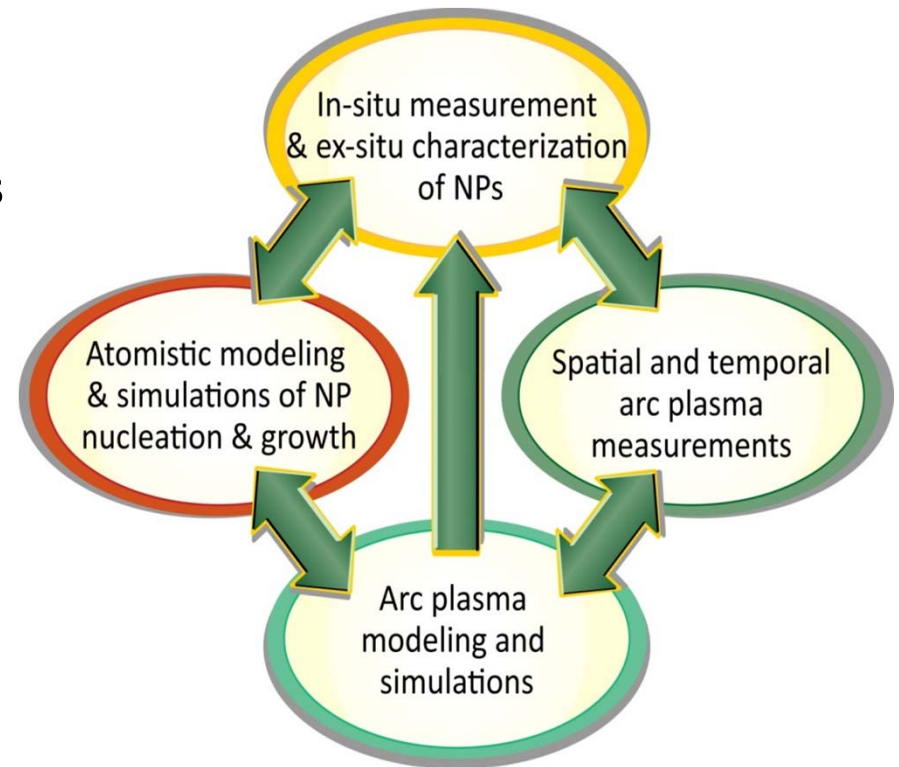 In-situ measurement
& ex-situ characterization
of NPs
s
Atomistic modeling
& simulations of NP
nucleation & growth
Spatial and temporal
arc plasma
measurements
Arc plasma
modeling and
simulations